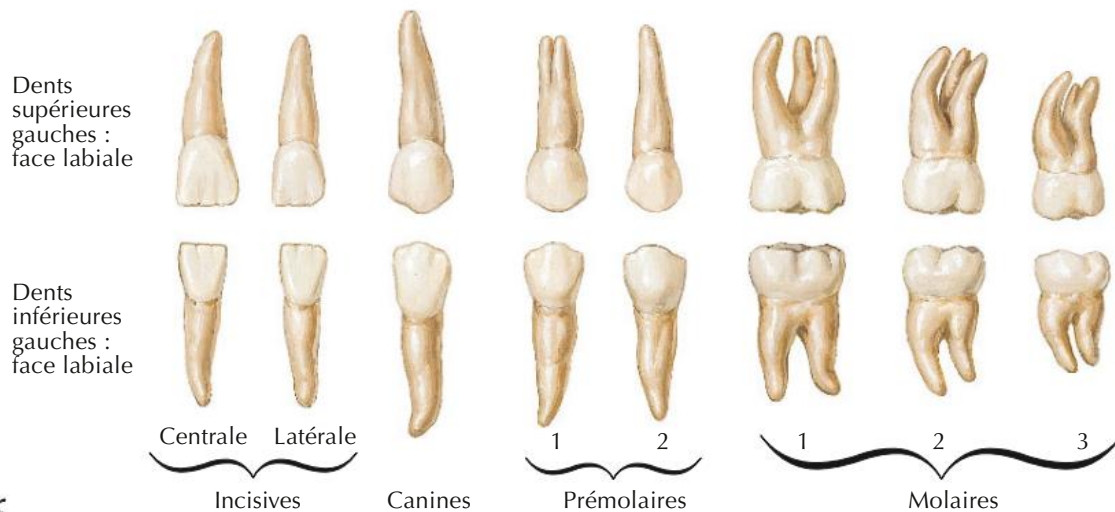 Dents
supérieures
gauches :
face labiale
Dents
inférieures
gauches :
face labiale
Centrale Latérale 1 2 1 2 3
Incisives Canines Prémolaires Molaires